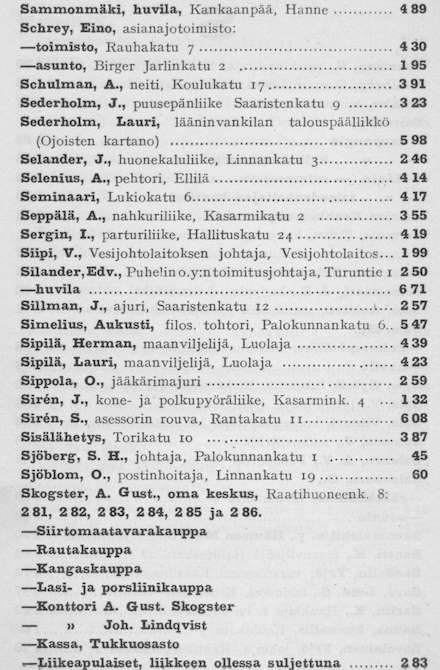 Sammonmäki, huvila, Kankaanpää, Hanne ............ 4 89
Schrey, Eino, asianajotoimisto:
—toimisto, Rauhakatu 7 ........................................ 4 30
—asunto, Birger Jarlinkatu 2 ................................ 1 95
Schulman, A., neiti, Koulukatu 17 ........................ 3 91
Sederholm, J., puusepänliike Saaristenkatu 9 ........ 3 23
Sederholm, Lauri, lääninvankilan talouspäällikkö
(Ojoisten kartano) ........................................ 5 98
Selander, J., huonekaluliike, Linnankatu 3 ............ 2 46
Selenius, A., pehtori, Ellilä ................................ 4 14
Seminaari, Lukiokatu 6 ........................................ 4 17
Seppälä, A., nahkuriliike, Kasarmikatu 2 ............ 3 55
Sergin, I., parturiliike, Hallituskatu 24 ................ 4 19
Siipi, V., Vesijohtolaitoksen johtaja, Vesijohtolaitos... 1 99
Silander, Edv., Puhelin o.y:n toimitusjohtaja, Turuntie 1 2 50
—huvila ........................................................ 6 71
Sillman, J., ajuri, Saaristenkatu 12 .................... 2 57
Simelius, Aukusti, filos. tohtori, Palokunnankatu 6.. 5 47
Sipilä, Herman, maanviljelijä, Luolaja ................ 4 39
Sipilä, Lauri, maanviljelijä, Luolaja .................... 4 23
Sippola, O., jääkärimajuri .................................... 2 59
Sirén, J., kone- ja polkupyöräliike, Kasarmink. 4 ... 1 32
Sirén, S., asessorin rouva, Rantakatu 11 ................ 6 08
Sisälähetys, Torikatu 10 .................................... 3 87
Sjöberg, S. H., johtaja, Palokunnankatu 1 ............ 45
Sjöblom, O., postinhoitaja, Linnankatu 19 ............ 60
Skogster, A. Gust., oma keskus, Raatihuoneenk. 8:
2 81, 2 82, 2 83, 2 84, 2 85 ja 2 86.
—Siirtomaatavarakauppa
—Rautakauppa
—Kangaskauppa
—Lasi- ja porsliinikauppa
—Konttori A. Gust. Skogster
— » Joh. Lindqvist
—Kassa, Tukkuosasto
—Liikeapulaiset, liikkeen ollessa suljettuna ........ 2 83